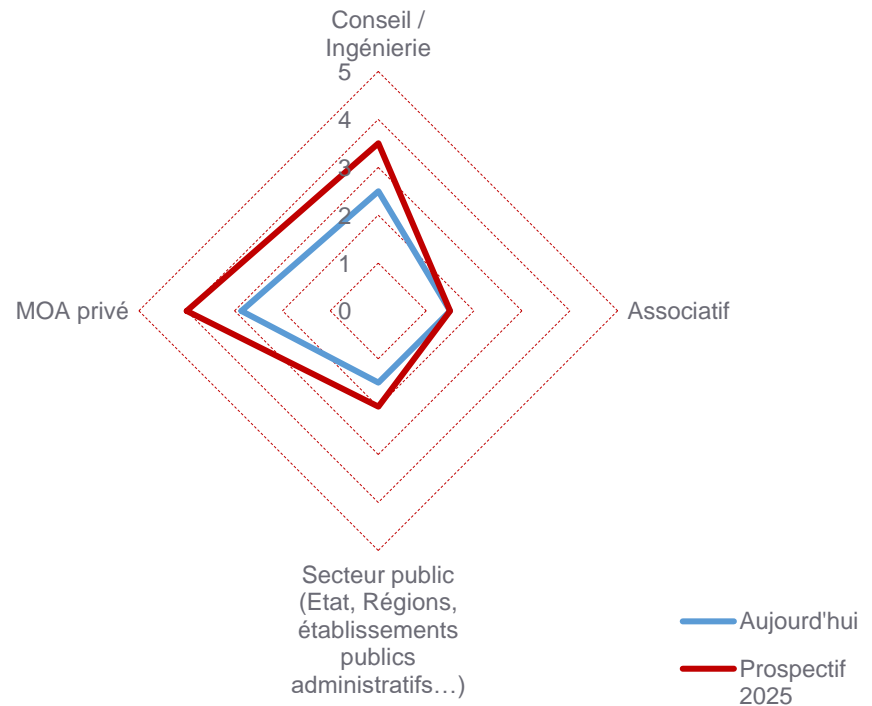 Conseil /
Ingénierie
5
4
3
2
1
0
MOA privé
Associatif
Secteur public
(Etat, Régions,
établissements
publics
administratifs…)
Aujourd'hui
Prospectif
2025